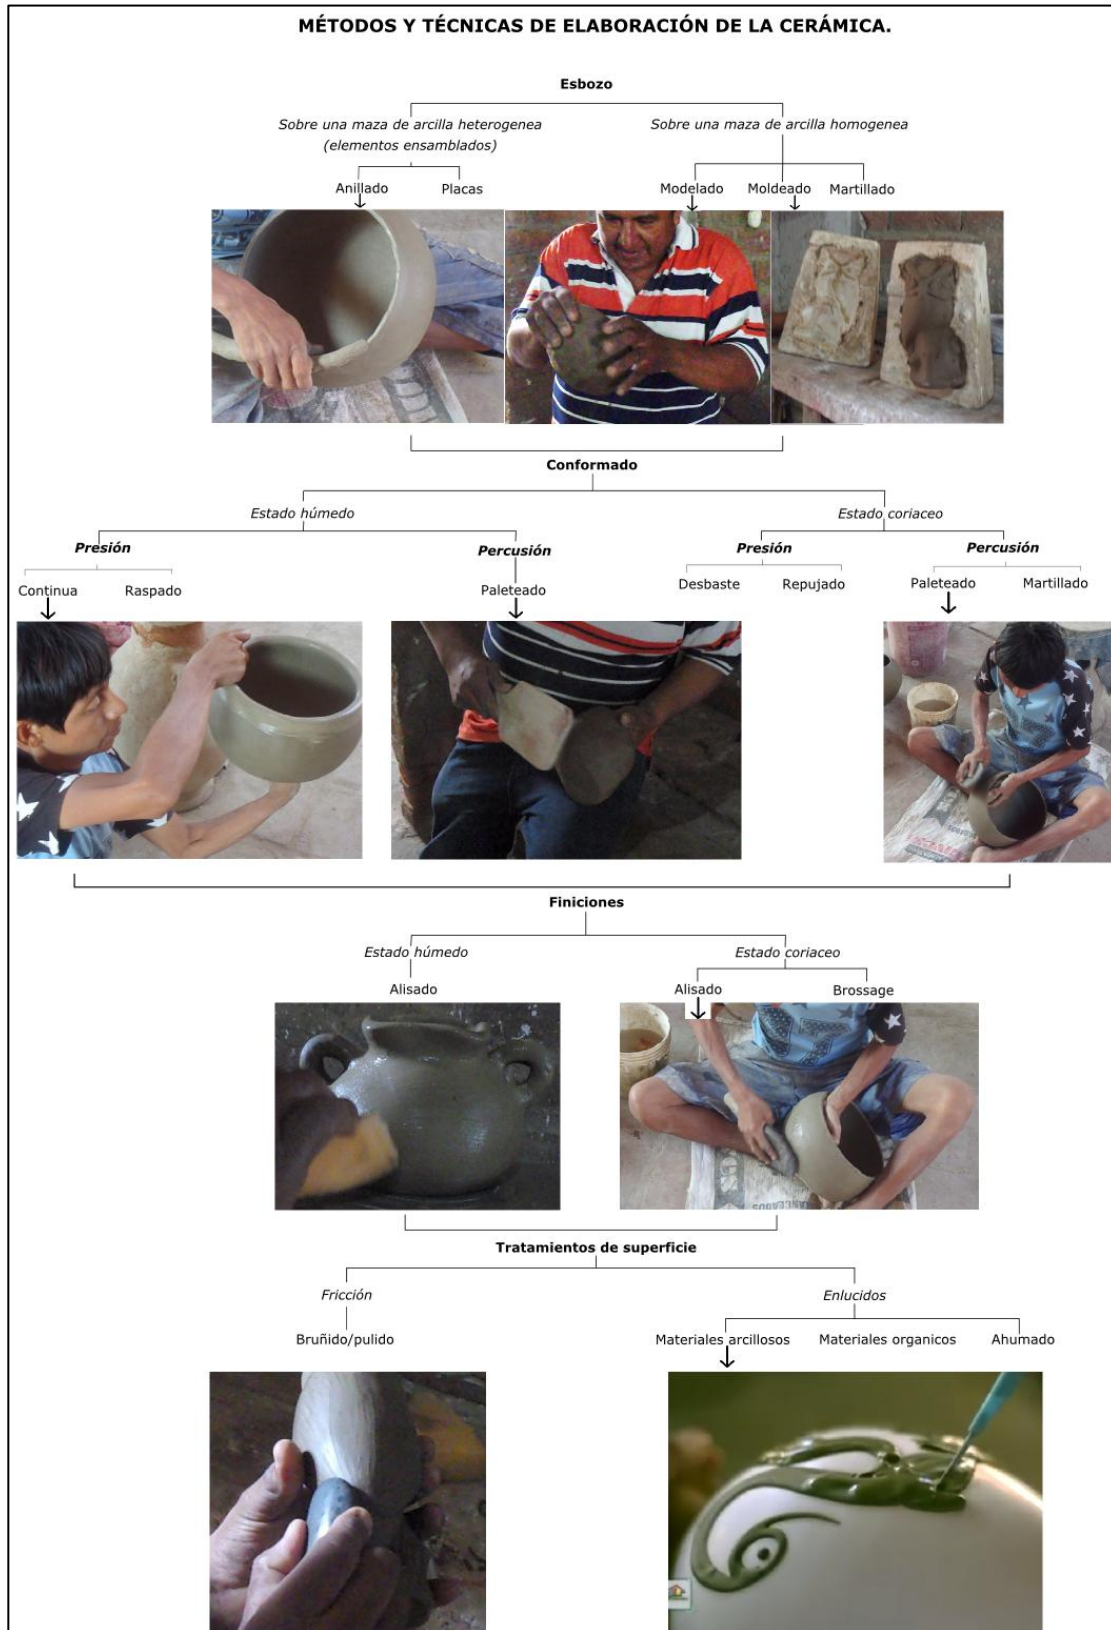 MÉTODOS Y TÉCNICAS DE ELABORACIÓN DE LA CERÁMICA.
Esbozo
Sobre una maza de arcilla heterogenea
(elementos ensamblados)
Sobre una maza de arcilla homogenea
Anillado
Placas
Modelado
Moldeado
Martillado
Conformado
Estado húmedo
Estado coriaceo
Presión
Percusión
Presión
Percusión
Continua
Raspado
Paleteado
Desbaste
Repujado
Paleteado
Martillado
Finiciones
Estado húmedo
Estado coriaceo
Alisado
Alisado
Brossage
Tratamientos de superficie
Fricción
Enlucidos
Bruñido/pulido
Materiales arcillosos
Materiales organicos
Ahumado